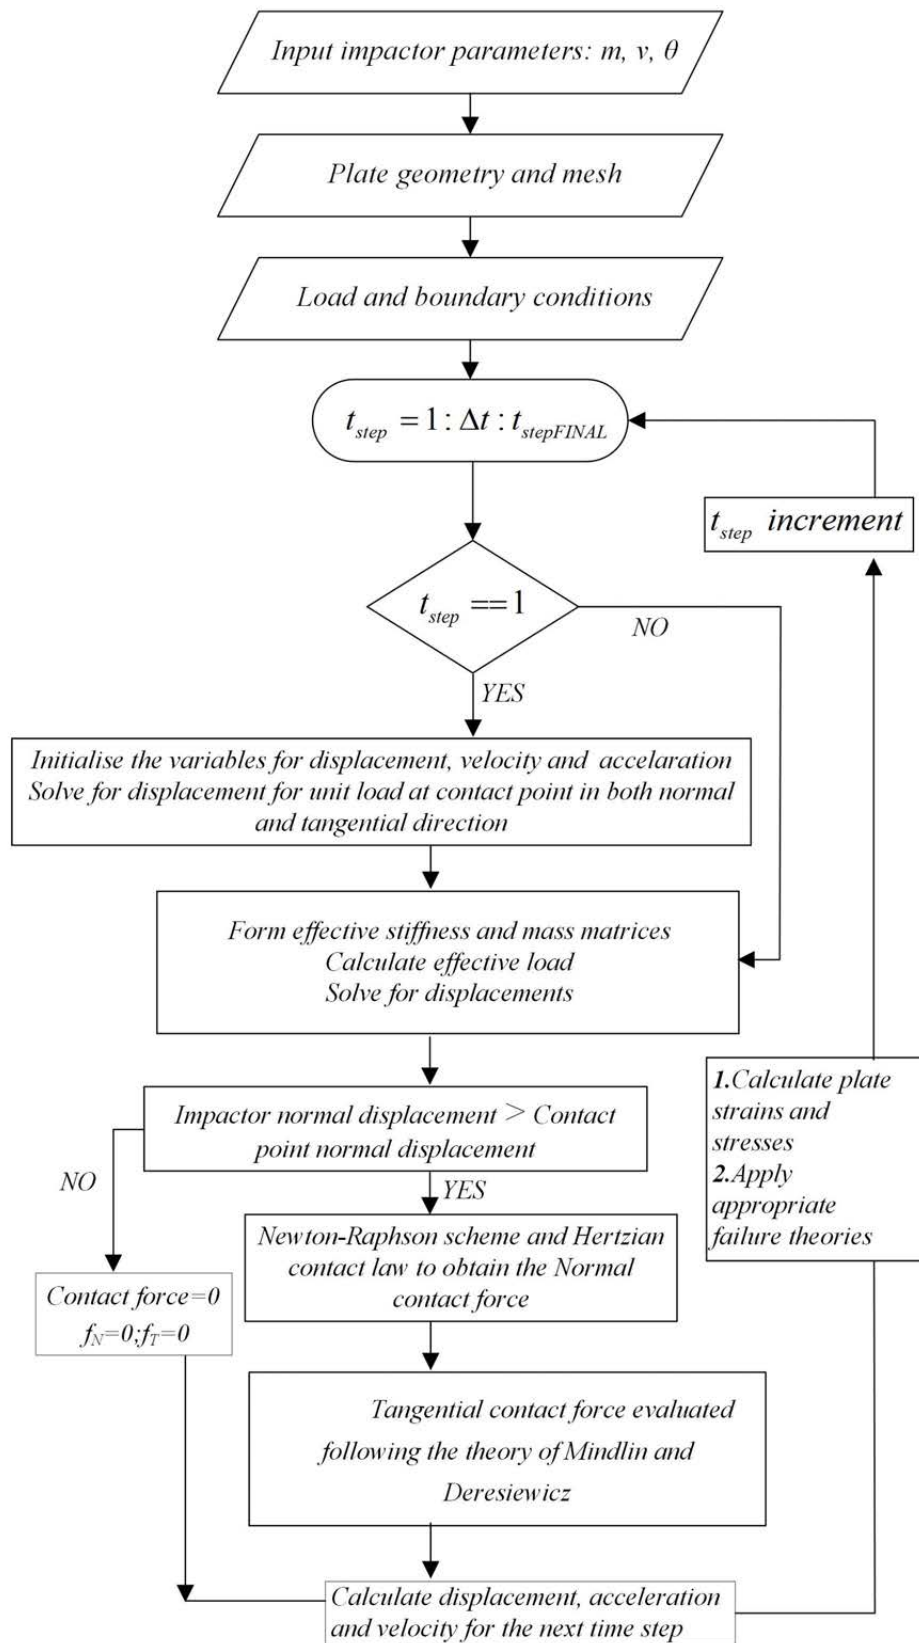 Input impactor parameters: m, v, θ
Plate geometry and mesh
Load and boundary conditions
t_step = 1 : Δt : t_stepFINAL
t_step increment
t_step == 1
NO
YES
Initialise the variables for displacement, velocity and accelaration
Solve for displacement for unit load at contact point in both normal
and tangential direction
Form effective stiffness and mass matrices
Calculate effective load
Solve for displacements
1.Calculate plate
strains and
stresses
2.Apply
appropriate
failure theories
Impactor normal displacement > Contact
point normal displacement
NO
YES
Newton-Raphson scheme and Hertzian
contact law to obtain the Normal
contact force
Contact force=0
f_N=0;f_T=0
Tangential contact force evaluated
following the theory of Mindlin and
Deresiewicz
Calculate displacement, acceleration
and velocity for the next time step